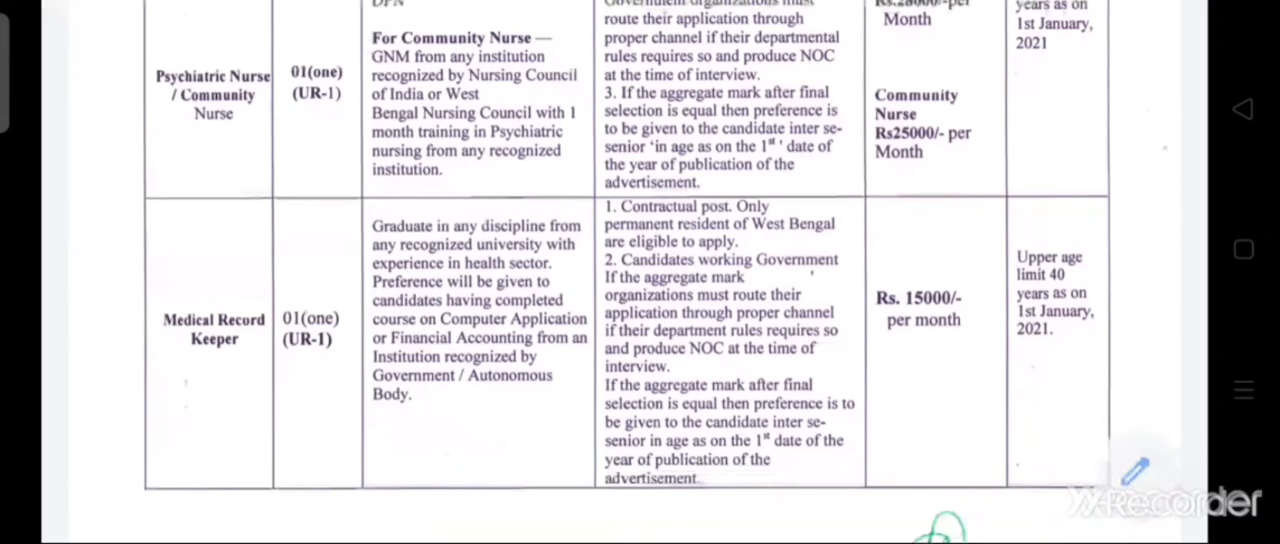 DPN
For Community Nurse —
GNM from any institution
recognized by Nursing Council
of India or West
Bengal Nursing Council with 1
month training in Psychiatric
nursing from any recognized
institution.
Psychiatric Nurse
/ Community
Nurse
01(one)
(UR-1)
Government organizations must
route their application through
proper channel if their departmental
rules requires so and produce NOC
at the time of interview.
3. If the aggregate mark after final
selection is equal then preference is
to be given to the candidate inter se-
senior 'in age as on the 1st ' date of
the year of publication of the
advertisement.
per
Month
Community
Nurse
Rs25000/- per
Month
years as on
1st January,
2021
Medical Record
Keeper
01(one)
(UR-1)
Graduate in any discipline from
any recognized university with
experience in health sector.
Preference will be given to
candidates having completed
course on Computer Application
or Financial Accounting from an
Institution recognized by
Government / Autonomous
Body.
1. Contractual post. Only
permanent resident of West Bengal
are eligible to apply.
2. Candidates working Government
If the aggregate mark
organizations must route their
application through proper channel
if their department rules requires so
and produce NOC at the time of
interview.
If the aggregate mark after final
selection is equal then preference is to
be given to the candidate inter se-
senior in age as on the 1st date of the
year of publication of the
advertisement.
Rs. 15000/-
per month
Upper age
limit 40
years as on
1st January,
2021.
XRecorder